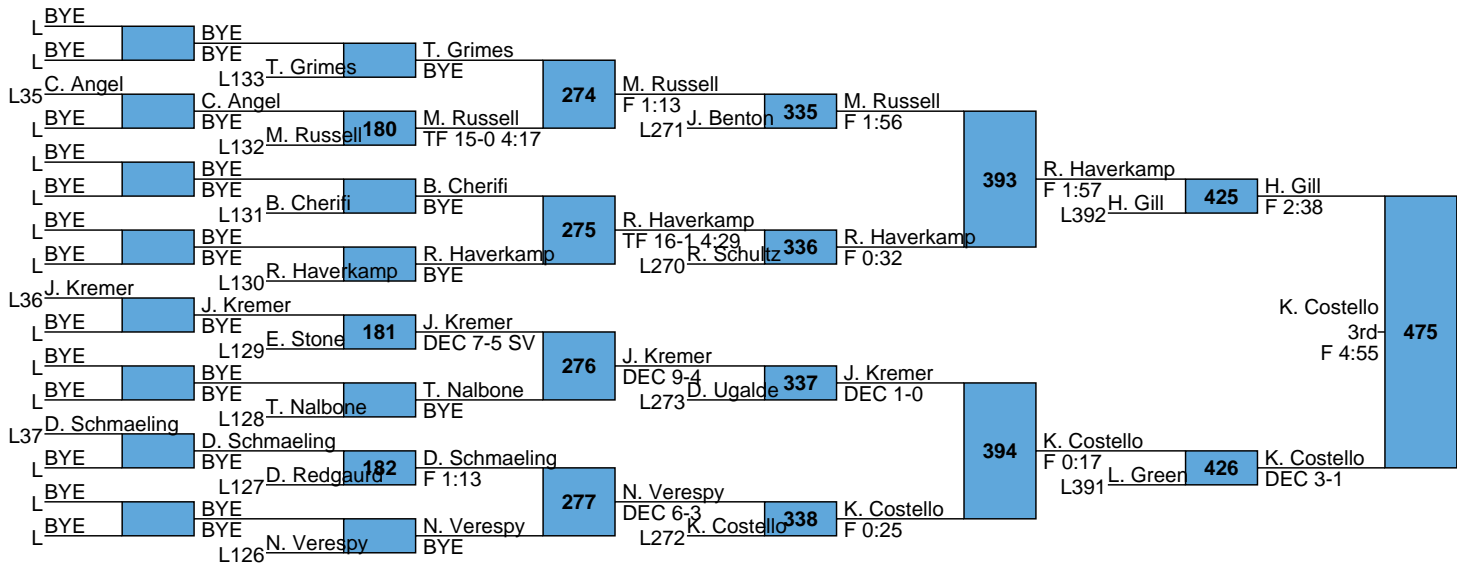 BYE
L
BYE
L
BYE
BYE
L133 T. Grimes
T. Grimes
BYE
L35 C. Angel
BYE
L
C. Angel
BYE
L132 M. Russell
180
M. Russell
TF 15-0 4:17
274
M. Russell
F 1:13
L271 J. Benton
335
M. Russell
F 1:56
BYE
L
BYE
L
BYE
BYE
L131 B. Cherifi
B. Cherifi
BYE
BYE
L
BYE
L
BYE
BYE
L130 R. Haverkamp
R. Haverkamp
BYE
275
R. Haverkamp
TF 16-1 4:29
L270 R. Schultz
336
R. Haverkamp
F 0:32
393
R. Haverkamp
F 1:57
L392 H. Gill
425
H. Gill
F 2:38
L36 J. Kremer
BYE
L
J. Kremer
BYE
L129 E. Stone
181
J. Kremer
DEC 7-5 SV
BYE
L
BYE
L
BYE
BYE
L128 T. Nalbone
T. Nalbone
BYE
276
J. Kremer
DEC 9-4
L273 D. Ugalde
337
J. Kremer
DEC 1-0
L37 D. Schmaeling
BYE
L
D. Schmaeling
BYE
L127 D. Redgaurd
182
D. Schmaeling
F 1:13
BYE
L
BYE
L
BYE
BYE
L126 N. Verespy
N. Verespy
BYE
277
N. Verespy
DEC 6-3
L272 K. Costello
338
K. Costello
F 0:25
394
K. Costello
F 0:17
L391 L. Green
426
K. Costello
DEC 3-1
K. Costello
3rd
F 4:55
475